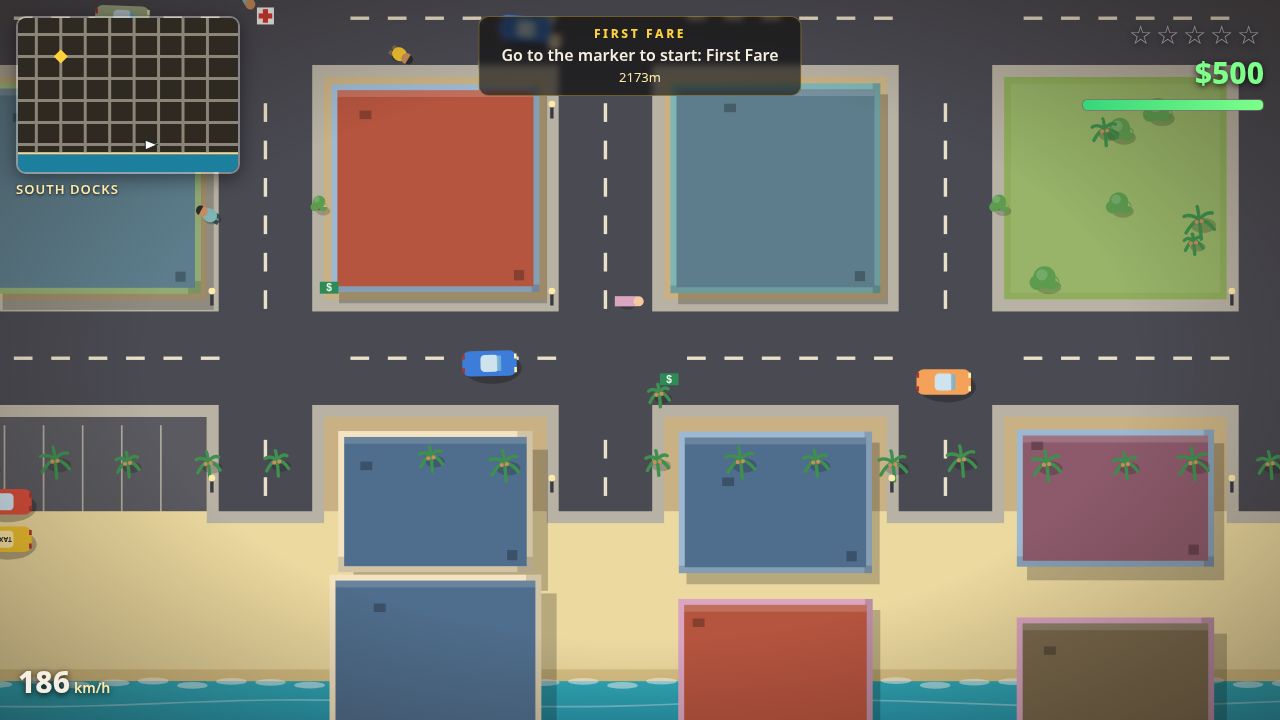 FIRST FARE
Go to the marker to start: First Fare
2173m
$500
SOUTH DOCKS
$
$
TAXI
186 km/h